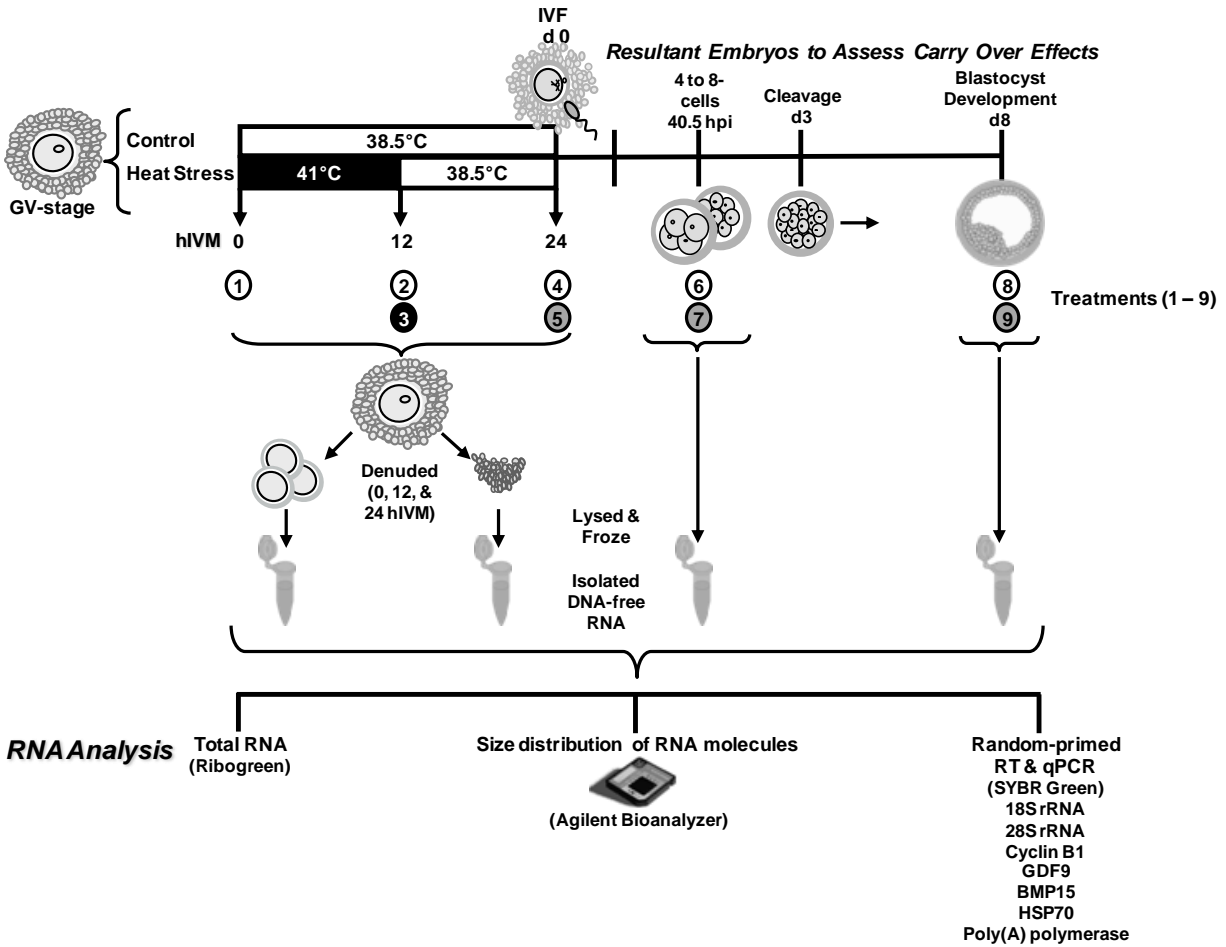 IVF
d 0
Resultant Embryos to Assess Carry Over Effects
4 to 8-
cells
40.5 hpi
Cleavage
d3
Blastocyst
Development
d8
Control
38.5°C
Heat Stress
41°C
38.5°C
GV-stage
hIVM 0
12
24
1
2
4
6
8
Treatments (1 – 9)
3
5
7
9
Denuded
(0, 12, &
24 hIVM)
Lysed &
Froze
Isolated
DNA-free
RNA
RNA Analysis
Total RNA
(Ribogreen)
Size distribution of RNA molecules
(Agilent Bioanalyzer)
Random-primed
RT & qPCR
(SYBR Green)
18S rRNA
28S rRNA
Cyclin B1
GDF9
BMP15
HSP70
Poly(A) polymerase